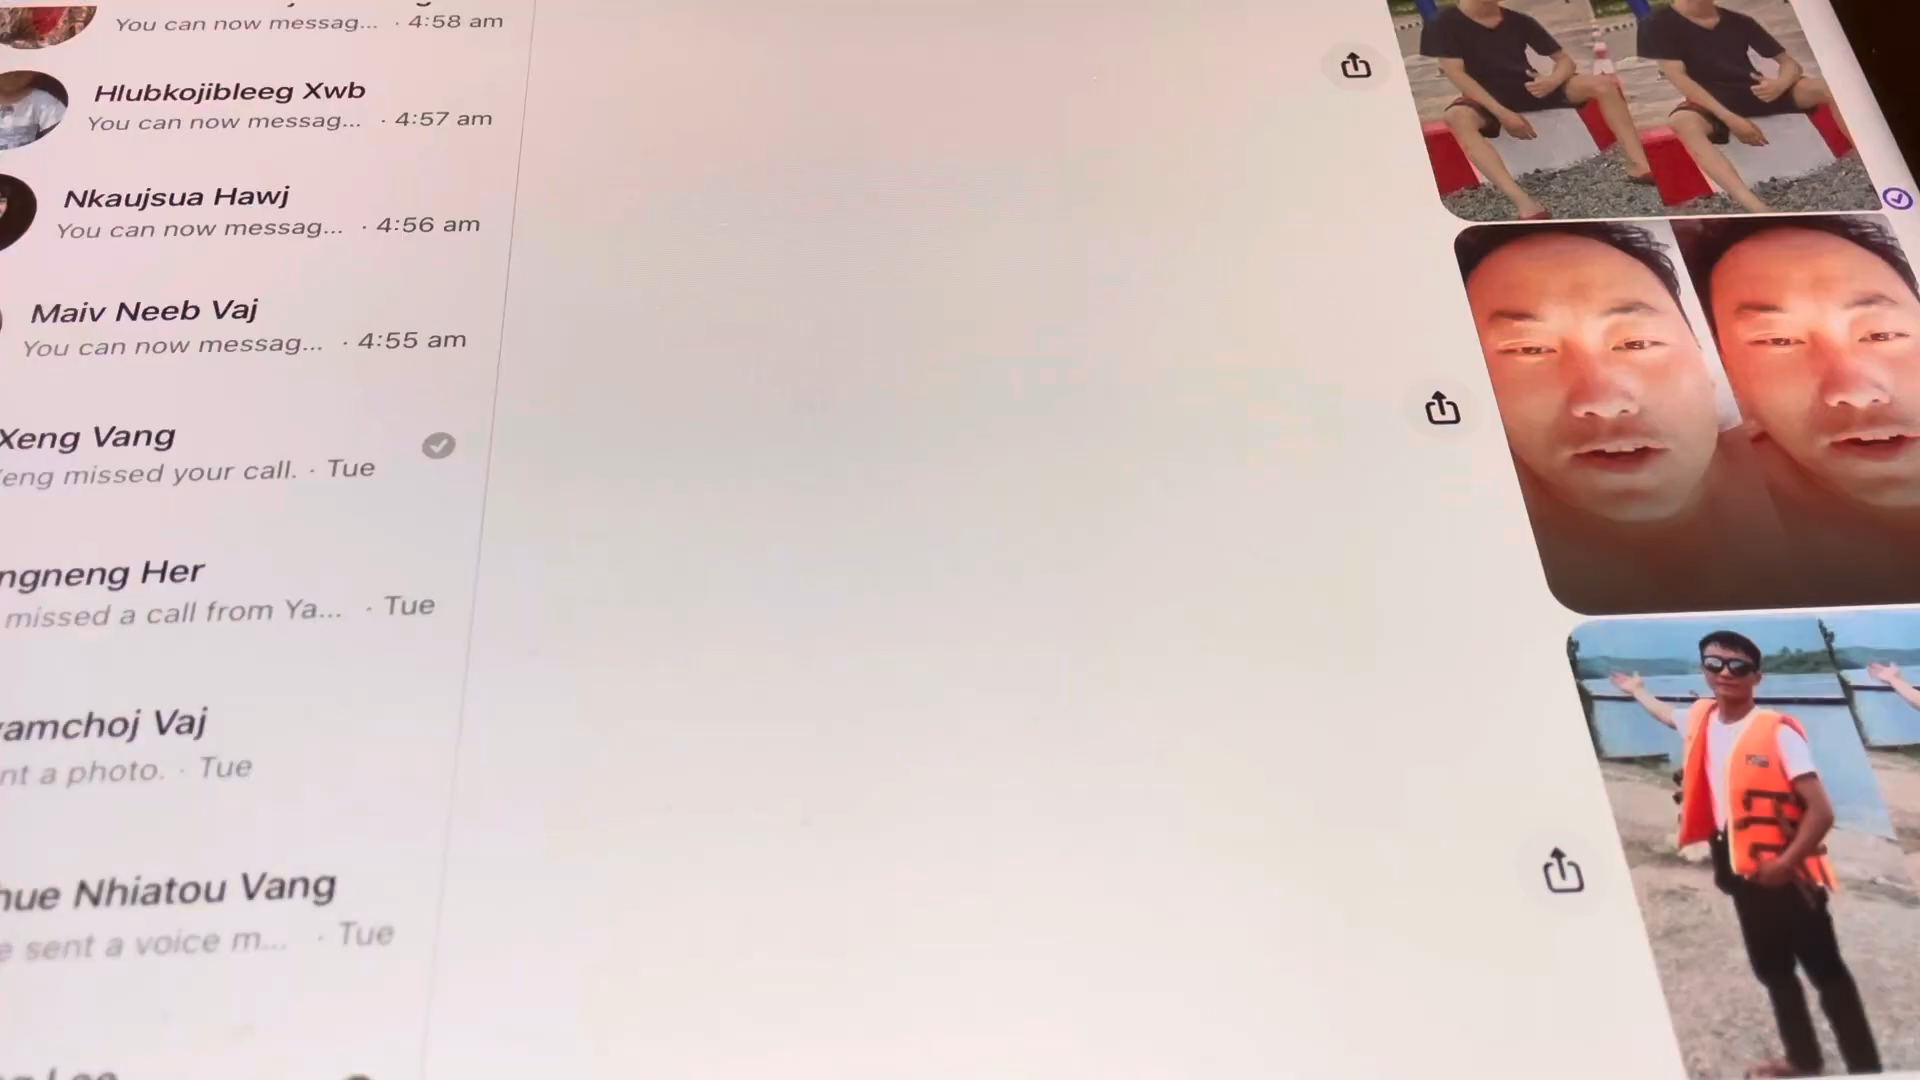 You can now messag... · 4:58 am
Hlubkojibleeg Xwb
You can now messag... · 4:57 am
Nkaujsua Hawj
You can now messag... · 4:56 am
Maiv Neeb Vaj
You can now messag... · 4:55 am
Xeng Vang
eng missed your call. · Tue
ngneng Her
missed a call from Ya... · Tue
amchoj Vaj
nt a photo. · Tue
hue Nhiatou Vang
e sent a voice m... · Tue